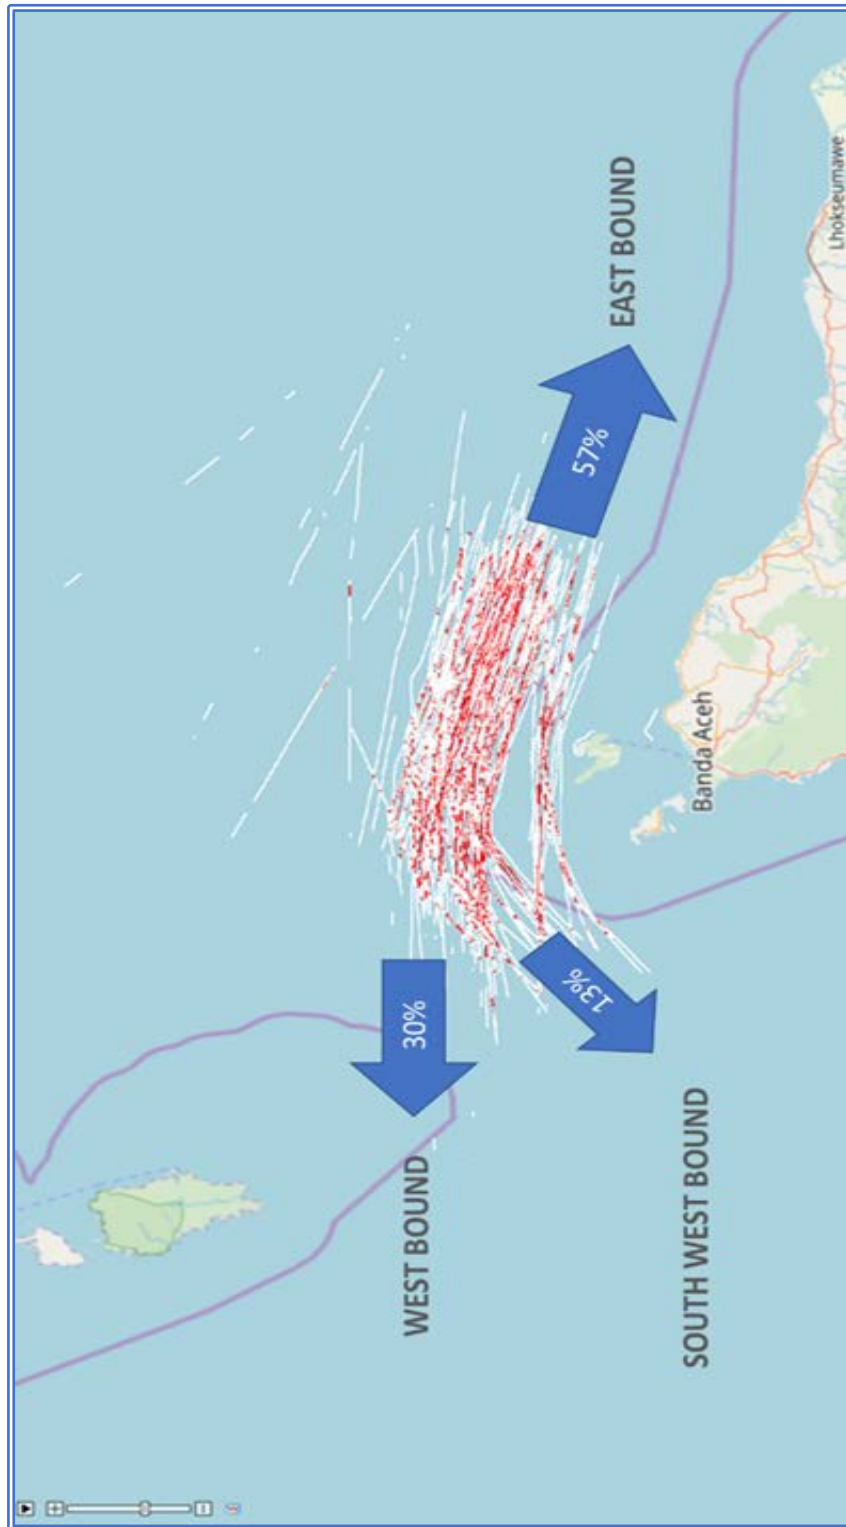 WEST BOUND
30%
57%
EAST BOUND
13%
SOUTH WEST BOUND
Banda Aceh
Lhokseumawe